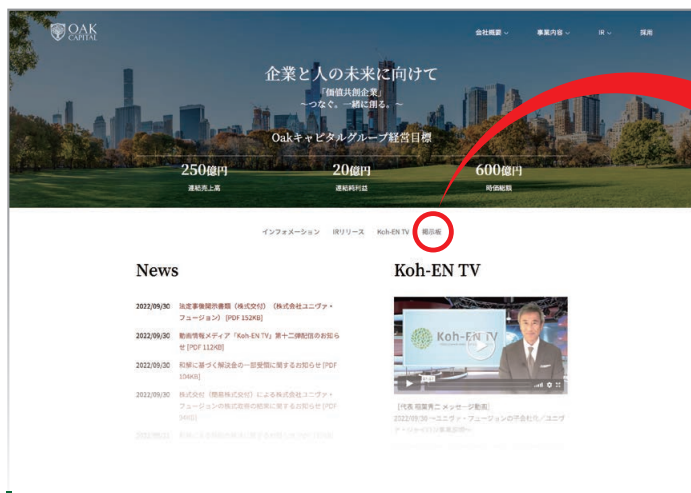 OAK
CAPITAL
会社概要
事業内容
IR
採用
企業と人の未来に向けて
「価値共創企業」
～つなぐ。一緒に創る。～
Oakキャピタルグループ経営目標
250億円
20億円
600億円
連結売上高
連結純利益
時価総額
インフォメーション
IRリリース
Koh-EN TV
掲示板
News
2022/09/30 法定事後開示書類（株式交付）（株式会社ユニヴァ・
フュージョン） [PDF 152KB]
2022/09/30 動画情報メディア「Koh-EN TV」第十二弾配信のお知ら
せ [PDF 112KB]
2022/09/30 和解に基づく解決金の一部受領に関するお知らせ [PDF
104KB]
2022/09/30 株式交付（簡易株式交付）による株式会社ユニヴァ・
フュージョンの株式取得の結果に関するお知らせ [PDF
Koh-EN TV
Koh-EN TV
[代表 稲葉秀二 メッセージ動画]
2022/09/30～ユニヴァ・フュージョンの子会社化／ユニヴ